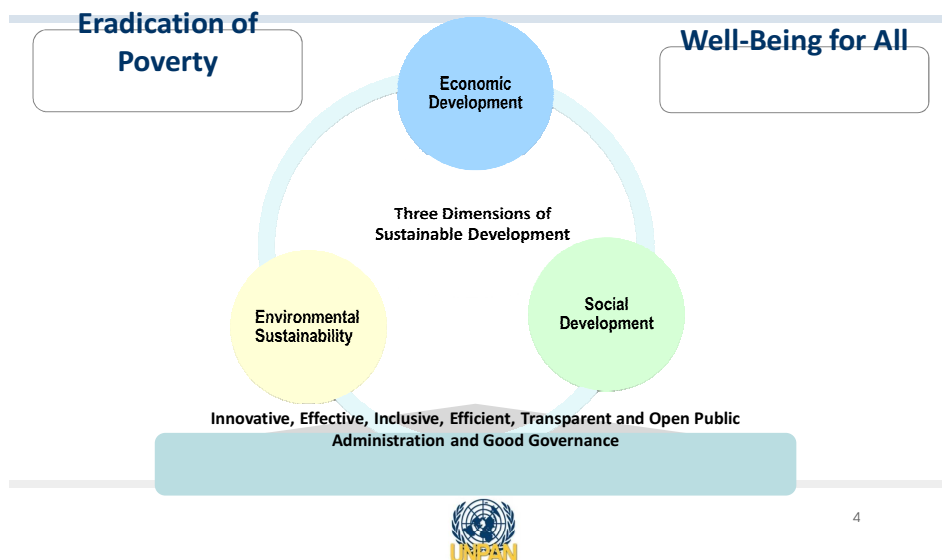 Eradication of
Poverty
Well-Being for All
Economic
Development
Three Dimensions of
Sustainable Development
Environmental
Sustainability
Social
Development
Innovative, Effective, Inclusive, Efficient, Transparent and Open Public
Administration and Good Governance
UNPAN
4